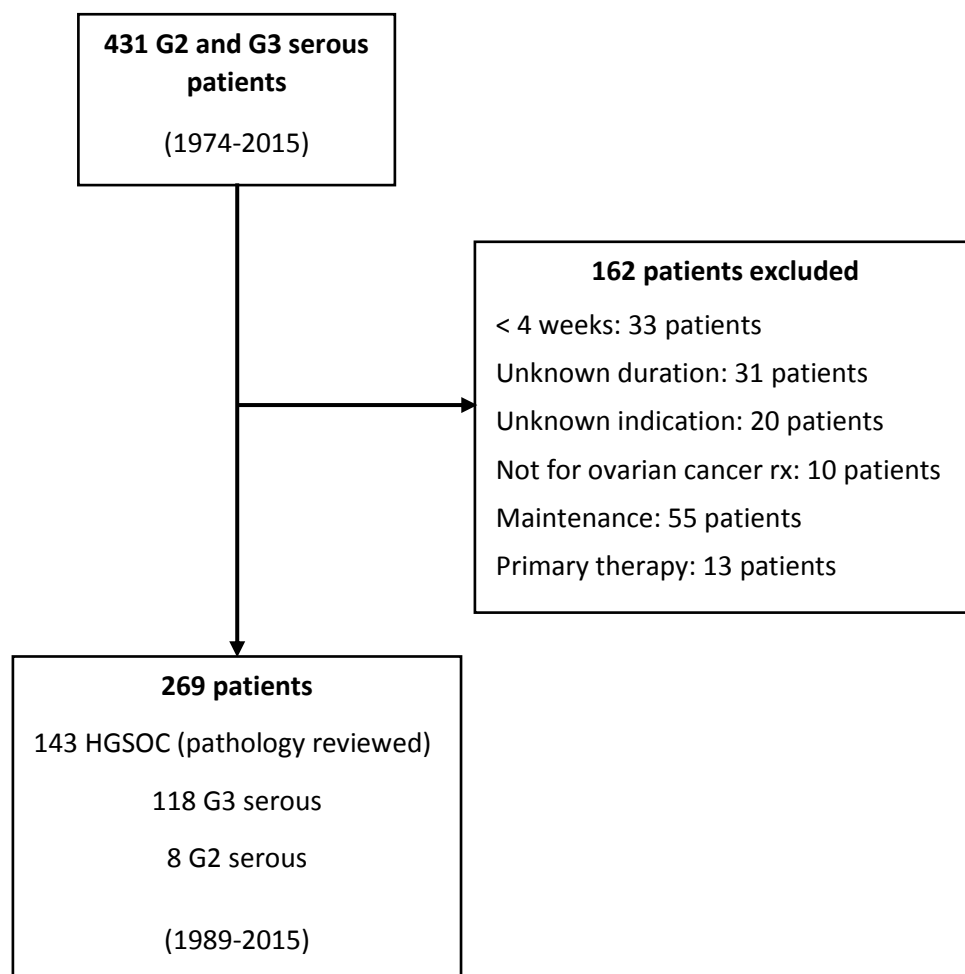 431 G2 and G3 serous
patients
(1974-2015)
162 patients excluded
< 4 weeks: 33 patients
Unknown duration: 31 patients
Unknown indication: 20 patients
Not for ovarian cancer rx: 10 patients
Maintenance: 55 patients
Primary therapy: 13 patients
269 patients
143 HGSOC (pathology reviewed)
118 G3 serous
8 G2 serous
(1989-2015)